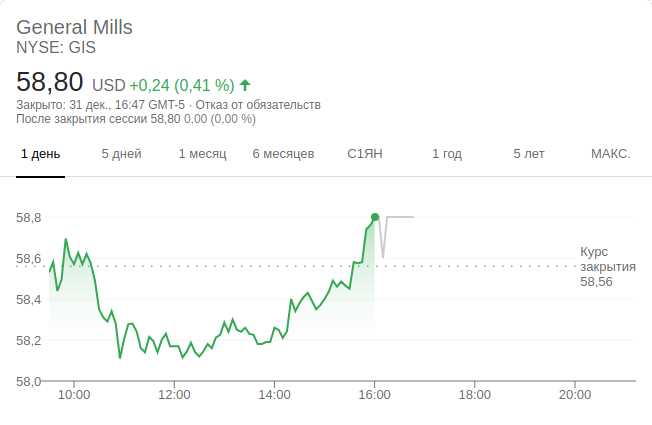 General Mills
NYSE: GIS
58,80 USD +0,24 (0,41 %)
Закрыто: 31 дек., 16:47 GMT-5 · Отказ от обязательств
После закрытия сессии 58,80 0,00 (0,00 %)
1 день 5 дней 1 месяц 6 месяцев С1ЯН 1 год 5 лет МАКС.
58,8
58,6
58,4
58,2
58,0
Курс
закрытия
58,56
10:00 12:00 14:00 16:00 18:00 20:00